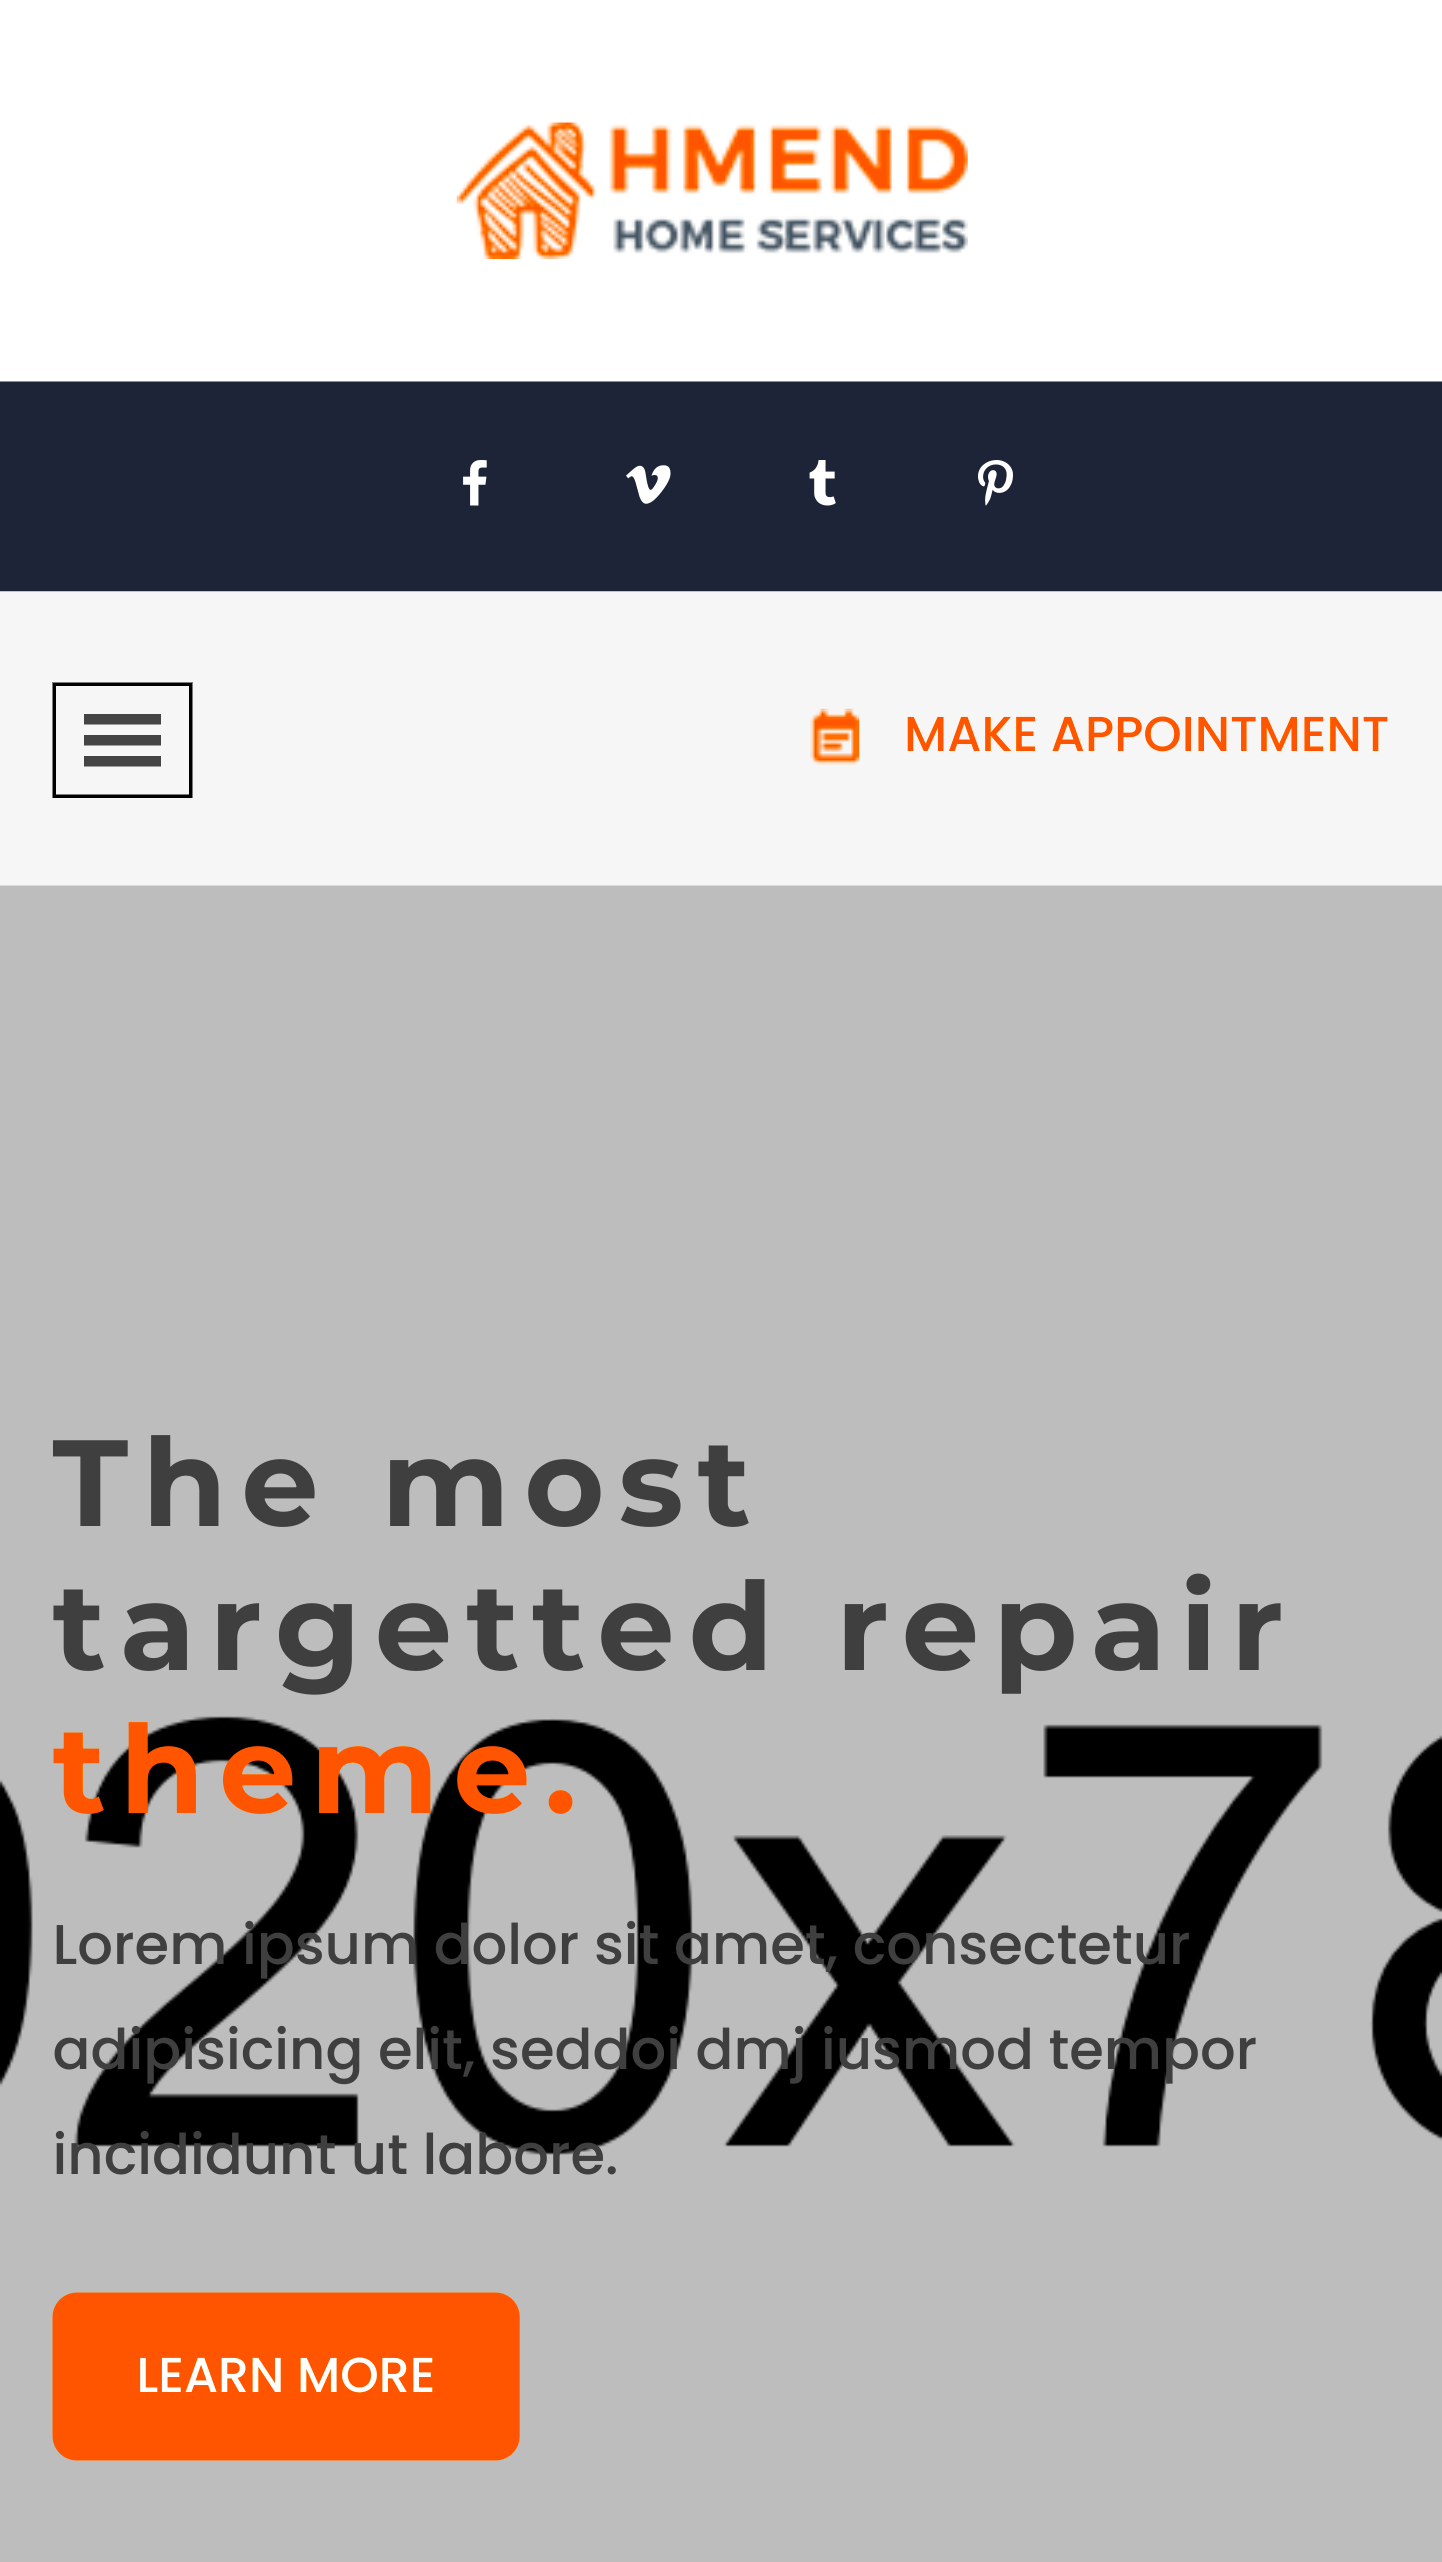 HMEND
HOME SERVICES
MAKE APPOINTMENT
The most
targetted repair
theme.
20x7
Lorem ipsum dolor sit amet, consectetur
adipisicing elit, seddoi dmj iusmod tempor
incididunt ut labore.
LEARN MORE